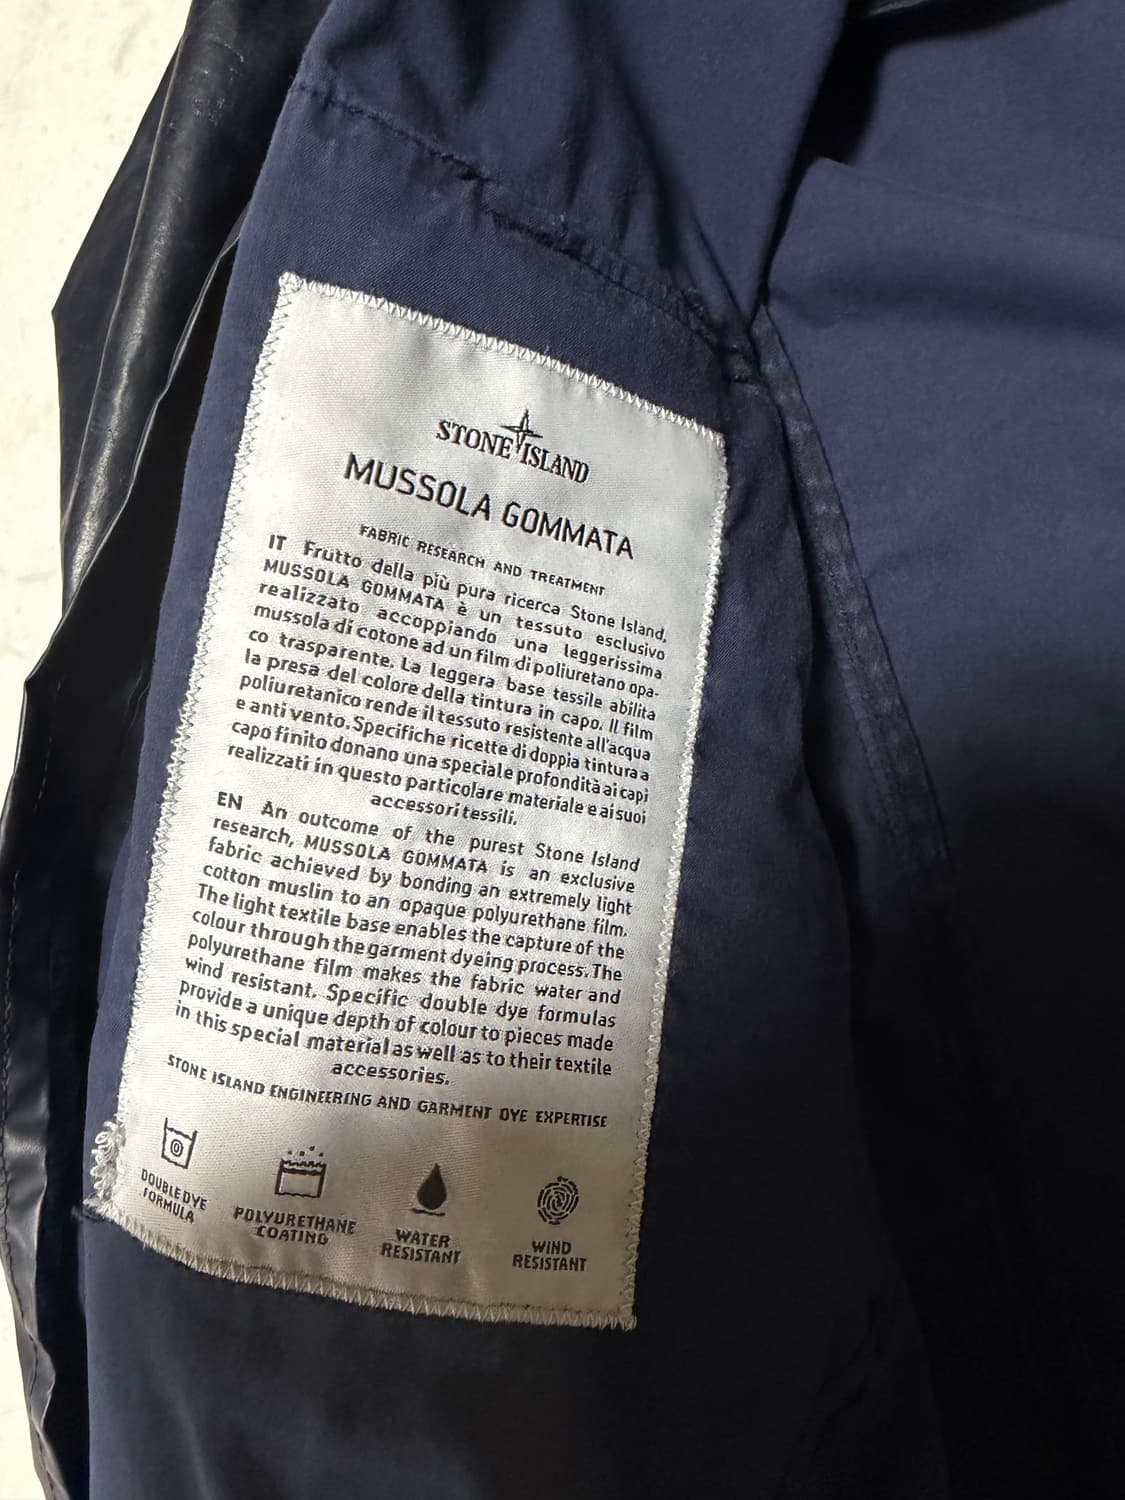 STONE ISLAND
MUSSOLA GOMMATA
FABRIC RESEARCH AND TREATMENT
IT Frutto della più pura ricerca Stone Island,
MUSSOLA GOMMATA è un tessuto esclusivo
realizzato accoppiando una leggerissima
mussola di cotone ad un film di poliuretano opa-
co trasparente. La leggera base tessile abilita
la presa del colore della tintura in capo. Il film
poliuretanico rende il tessuto resistente all'acqua
e anti vento. Specifiche ricette di doppia tintura a
capo finito donano una speciale profondità ai capi
realizzati in questo particolare materiale e ai suoi
accessori tessili.
EN An outcome of the purest Stone Island
research, MUSSOLA GOMMATA is an exclusive
fabric achieved by bonding an extremely light
cotton muslin to an opaque polyurethane film.
The light textile base enables the capture of the
colour through the garment dyeing process. The
polyurethane film makes the fabric water and
wind resistant. Specific double dye formulas
provide a unique depth of colour to pieces made
in this special material as well as to their textile
accessories.
STONE ISLAND ENGINEERING AND GARMENT DYE EXPERTISE
DOUBLE DYE
FORMULA
POLYURETHANE
COATING
WATER
RESISTANT
WIND
RESISTANT